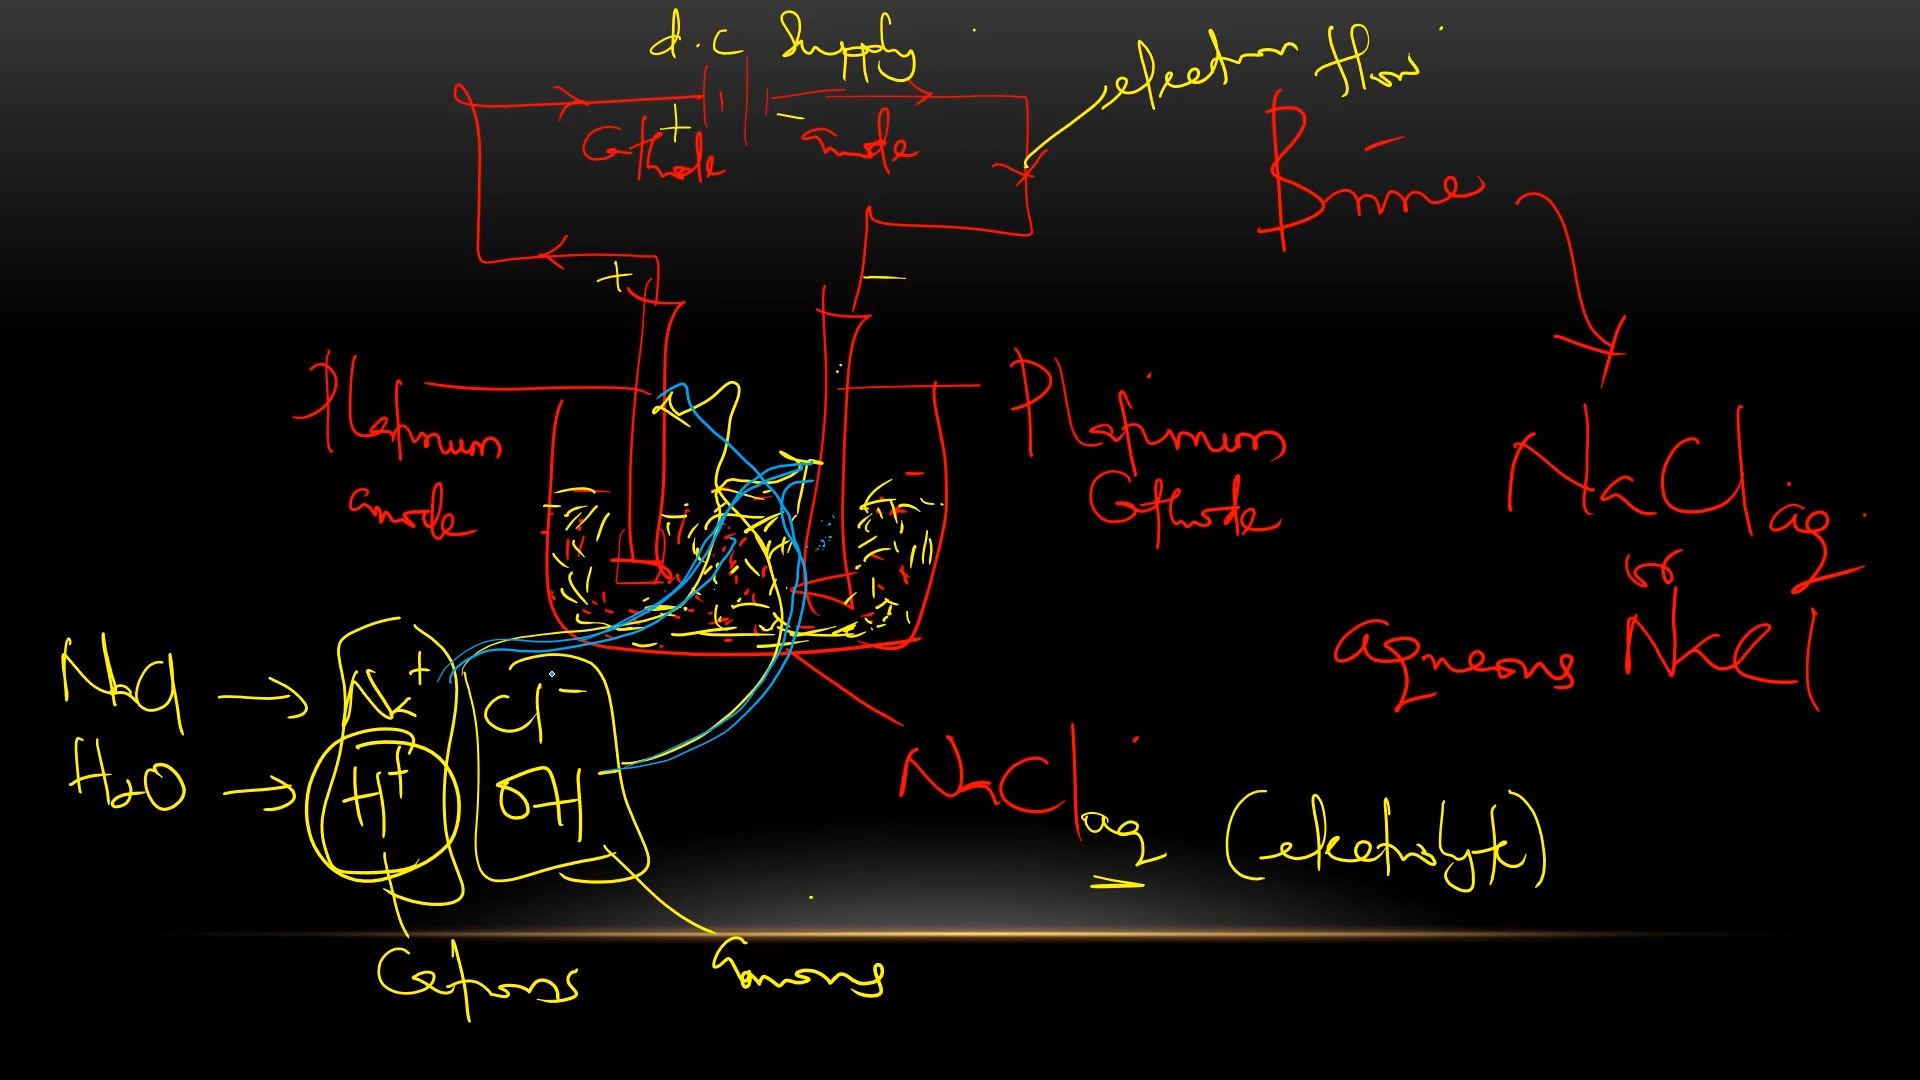 d.c supply
electron flow
+ −
Cathode anode
Brine
+ −
Platinum
anode
Platinum
Cathode
NaCl aq
or
aqueous NaCl
NaCl → Na+ Cl−
H2O → H+ OH
NaCl aq (electrolyte)
Cations anions